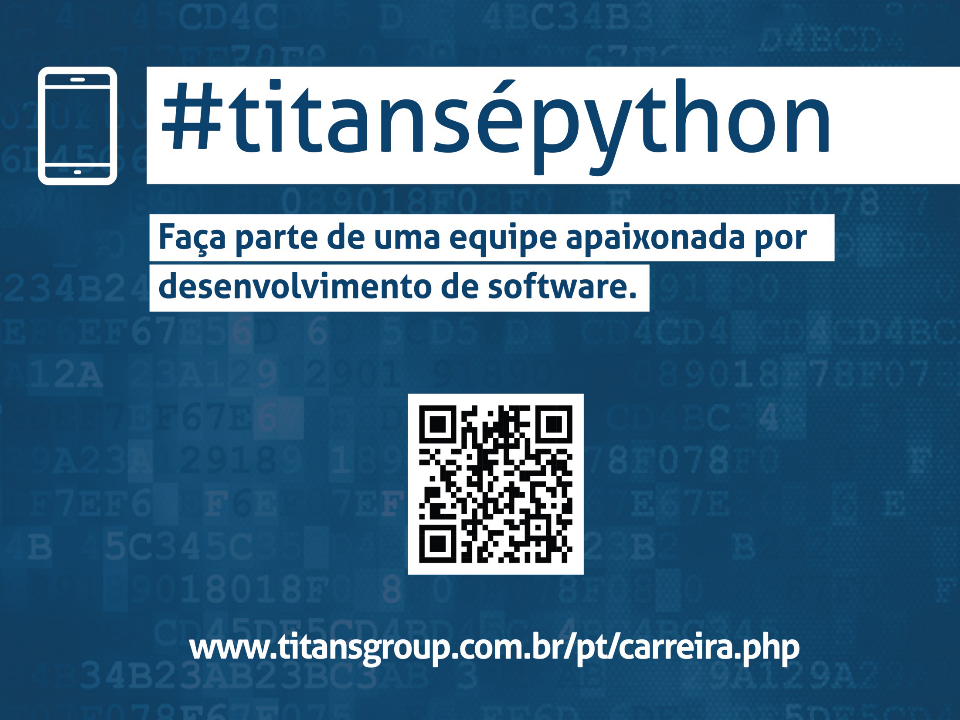 #titansépython
Faça parte de uma equipe apaixonada por
desenvolvimento de software.
www.titansgroup.com.br/pt/carreira.php